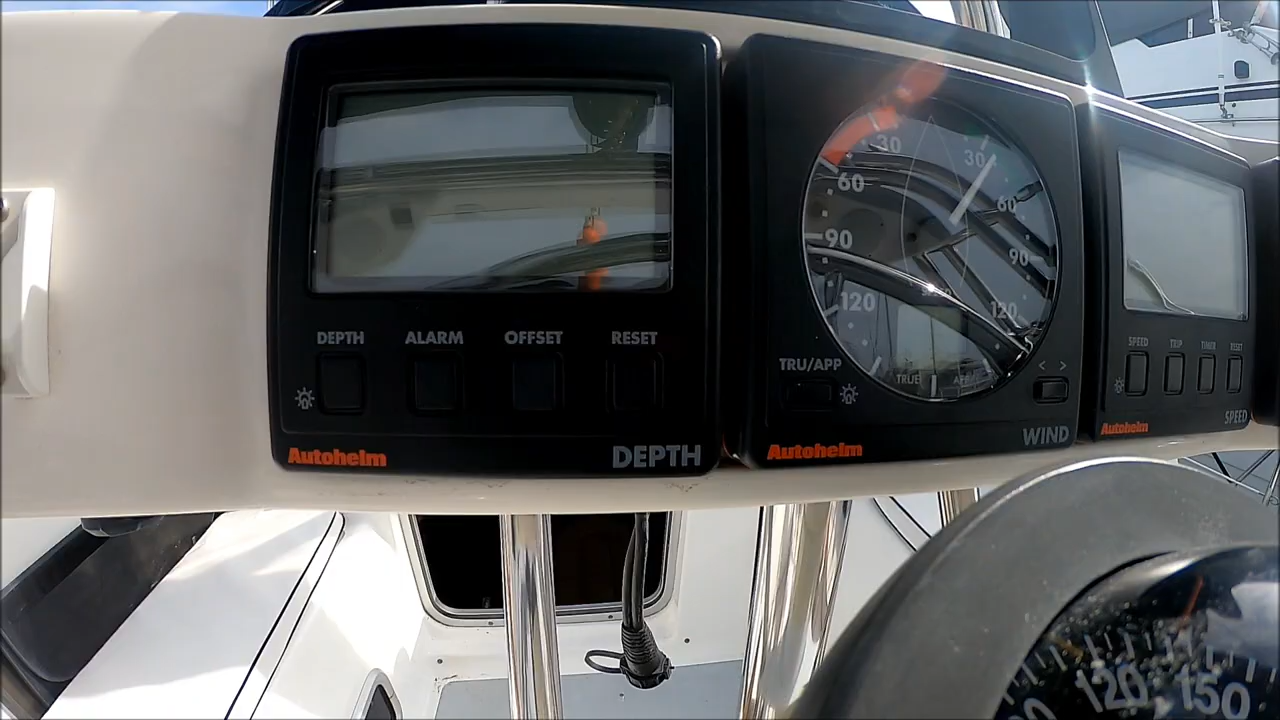 DEPTH ALARM OFFSET RESET
Autohelm DEPTH
30 30
60 60
90 90
120 120
TRU/APP < >
TRUE
Autohelm WIND
SPEED TRIP TIMER RESET
Autohelm SPEED
120 150